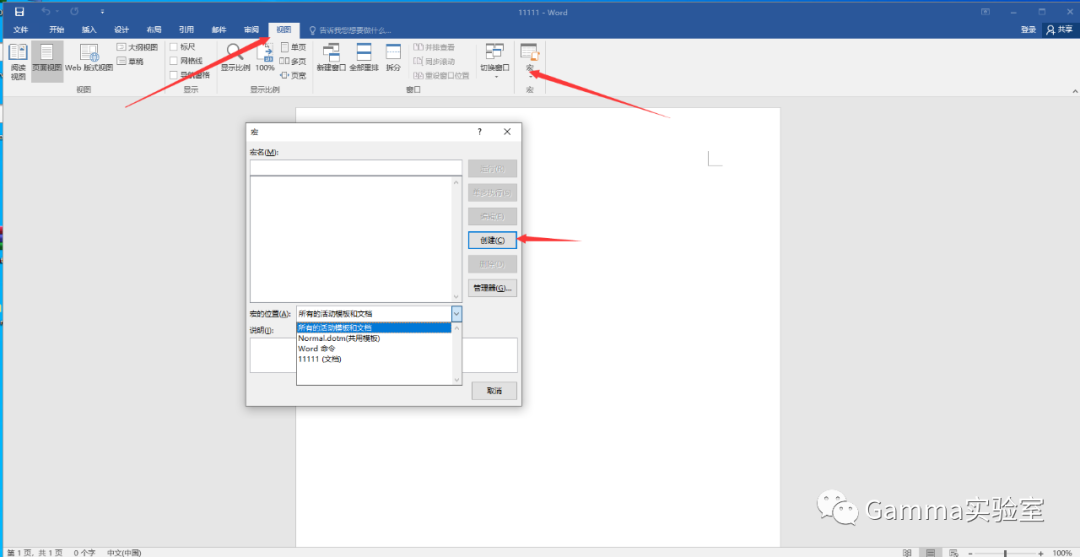 11111 - Word
文件 开始 插入 设计 布局 引用 邮件 审阅 视图 告诉我您想要做什么... 登录 共享
阅读视图 页面视图 Web 版式视图 大纲视图 草稿
标尺
网格线
导航窗格
显示比例 100% 单页 多页 页宽
新建窗口 全部重排 拆分 并排查看 同步滚动 重设窗口位置 切换窗口 宏
视图 显示 显示比例 窗口 宏
宏 ?
宏名(M):
运行(R)
单步执行(S)
编辑(E)
创建(C)
删除(D)
管理器(G)...
宏的位置(A): 所有的活动模板和文档
说明(I): 所有的活动模板和文档
Normal.dotm(共用模板)
Word 命令
11111 (文档)
取消
Gamma实验室
第 1 页，共 1 页 0 个字 中文(中国) 100%